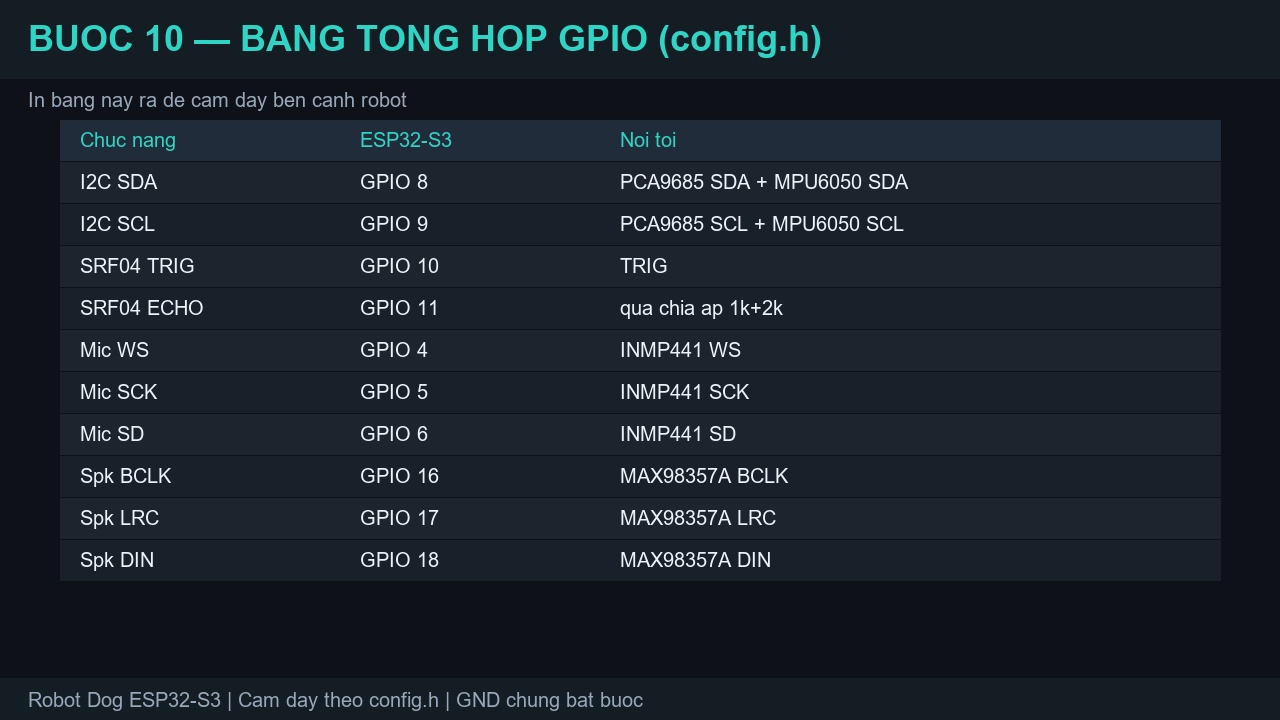 BUOC 10 — BANG TONG HOP GPIO (config.h)
In bang nay ra de cam day ben canh robot
Chuc nang ESP32-S3 Noi toi
I2C SDA GPIO 8 PCA9685 SDA + MPU6050 SDA
I2C SCL GPIO 9 PCA9685 SCL + MPU6050 SCL
SRF04 TRIG GPIO 10 TRIG
SRF04 ECHO GPIO 11 qua chia ap 1k+2k
Mic WS GPIO 4 INMP441 WS
Mic SCK GPIO 5 INMP441 SCK
Mic SD GPIO 6 INMP441 SD
Spk BCLK GPIO 16 MAX98357A BCLK
Spk LRC GPIO 17 MAX98357A LRC
Spk DIN GPIO 18 MAX98357A DIN
Robot Dog ESP32-S3 | Cam day theo config.h | GND chung bat buoc